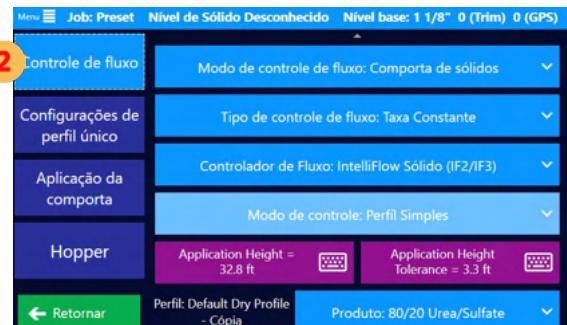 Menu Job: Preset Nível de Sólido Desconhecido Nível base: 1 1/8" 0 (Trim) 0 (GPS)
2
Controle de fluxo
Modo de controle de fluxo: Comporta de sólidos
Configurações de
perfil único
Tipo de controle de fluxo: Taxa Constante
Controlador de Fluxo: IntelliFlow Sólido (IF2/IF3)
Aplicação da
comporta
Modo de controle: Perfil Simples
Hopper
Application Height =
32.8 ft
Application Height
Tolerance = 3.3 ft
Retornar
Perfil: Default Dry Profile
- Cópia
Produto: 80/20 Urea/Sulfate